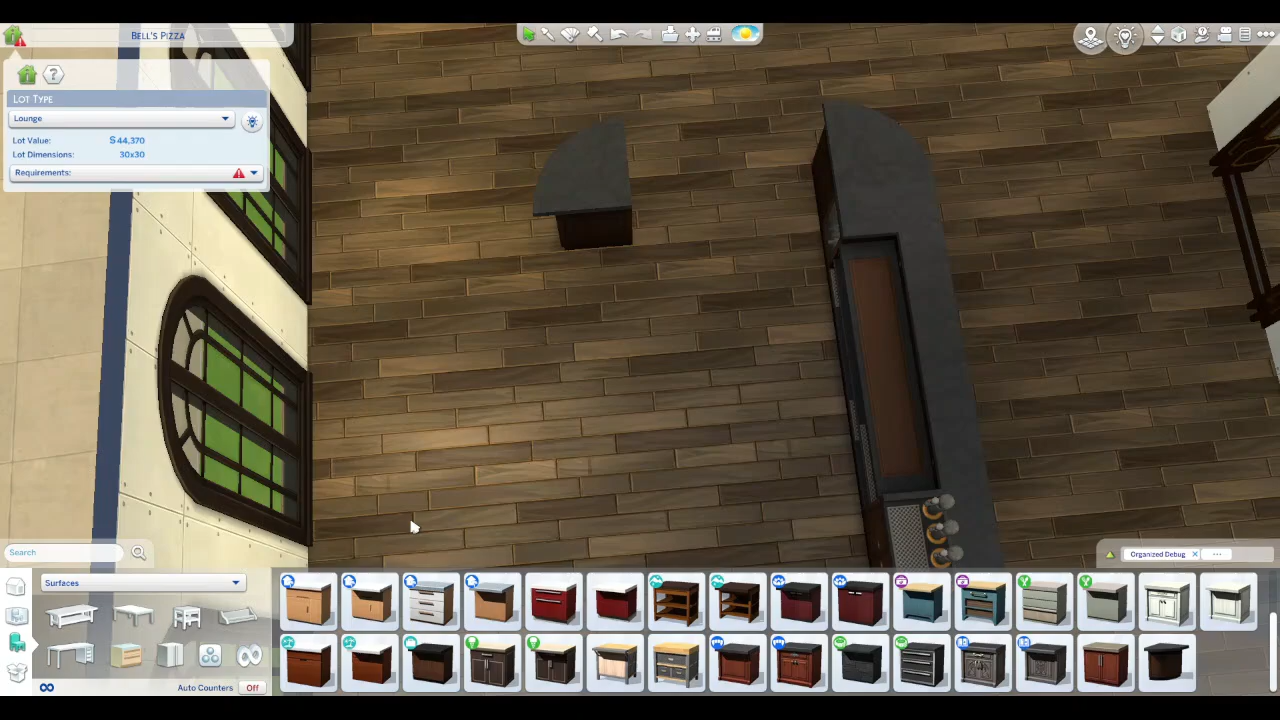 BELL'S PIZZA
LOT TYPE
Lounge
Lot Value: §44,370
Lot Dimensions: 30x30
Requirements:
Search
Organized Debug
Surfaces
Auto Counters Off